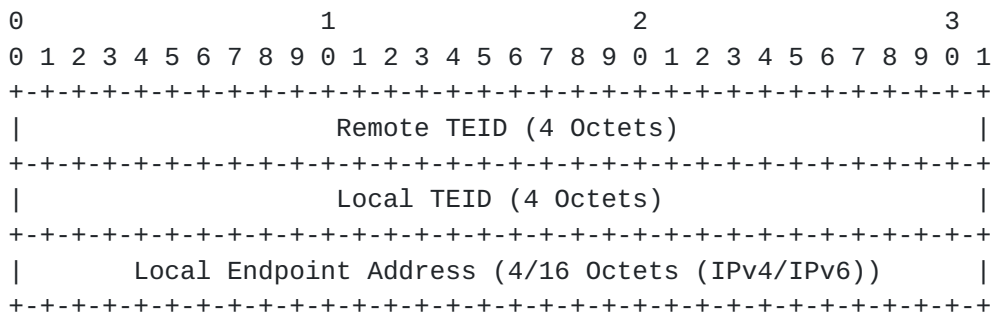 0                   1                   2                   3
0 1 2 3 4 5 6 7 8 9 0 1 2 3 4 5 6 7 8 9 0 1 2 3 4 5 6 7 8 9 0 1
+-+-+-+-+-+-+-+-+-+-+-+-+-+-+-+-+-+-+-+-+-+-+-+-+-+-+-+-+-+-+-+
|                    Remote TEID (4 Octets)                   |
+-+-+-+-+-+-+-+-+-+-+-+-+-+-+-+-+-+-+-+-+-+-+-+-+-+-+-+-+-+-+-+
|                    Local TEID (4 Octets)                    |
+-+-+-+-+-+-+-+-+-+-+-+-+-+-+-+-+-+-+-+-+-+-+-+-+-+-+-+-+-+-+-+
|       Local Endpoint Address (4/16 Octets (IPv4/IPv6))      |
+-+-+-+-+-+-+-+-+-+-+-+-+-+-+-+-+-+-+-+-+-+-+-+-+-+-+-+-+-+-+-+